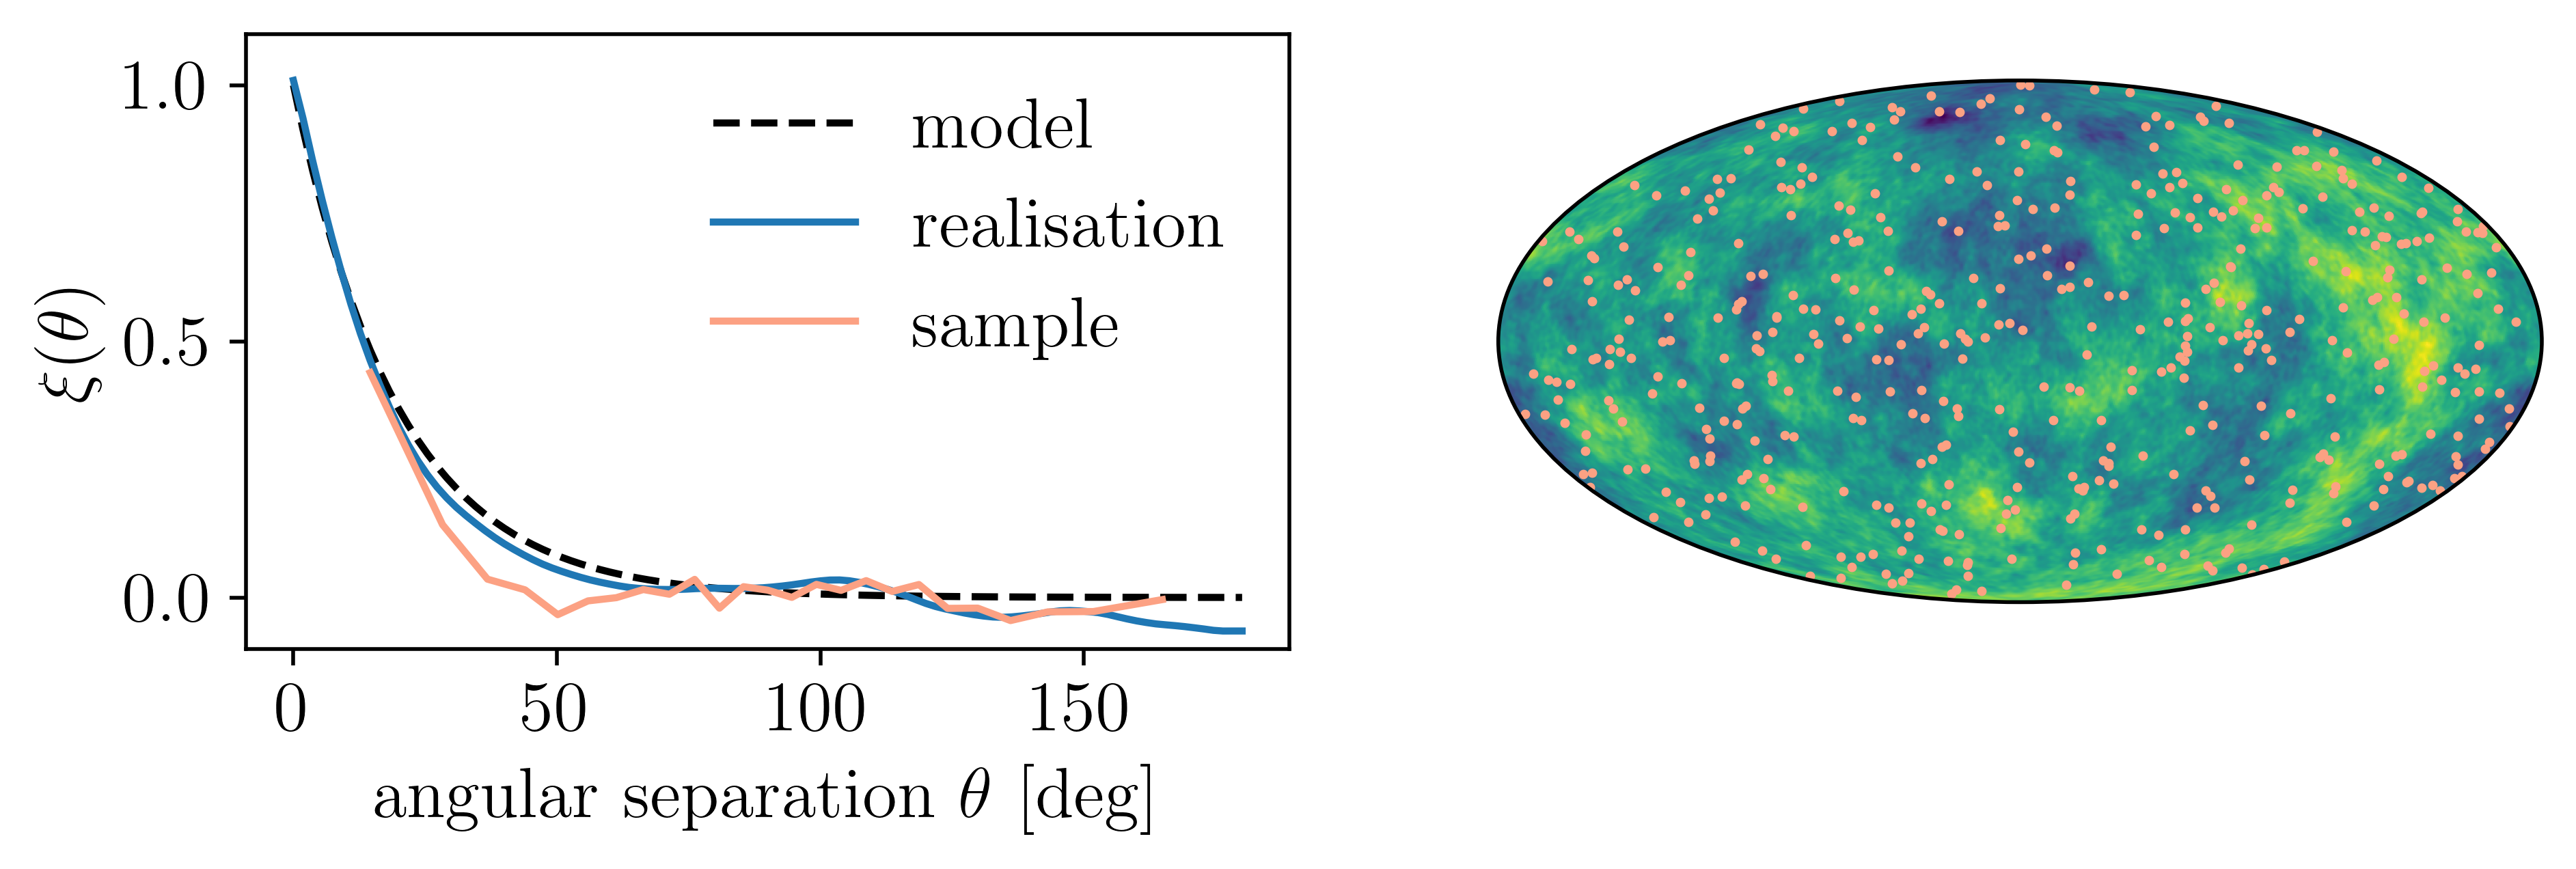 1.0
0.5
0.0
ξ(θ)
model
realisation
sample
0 50 100 150
angular separation θ [deg]